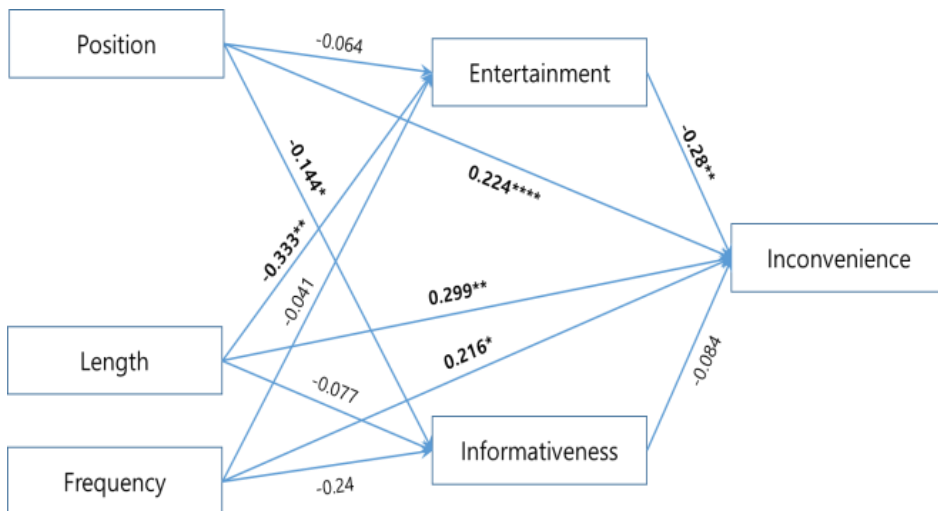 Position
-0.064
Entertainment
-0.144*
-0.28**
0.224****
-0.333**
Inconvenience
-0.041
0.299**
0.216*
Length
-0.077
-0.084
Informativeness
Frequency
-0.24